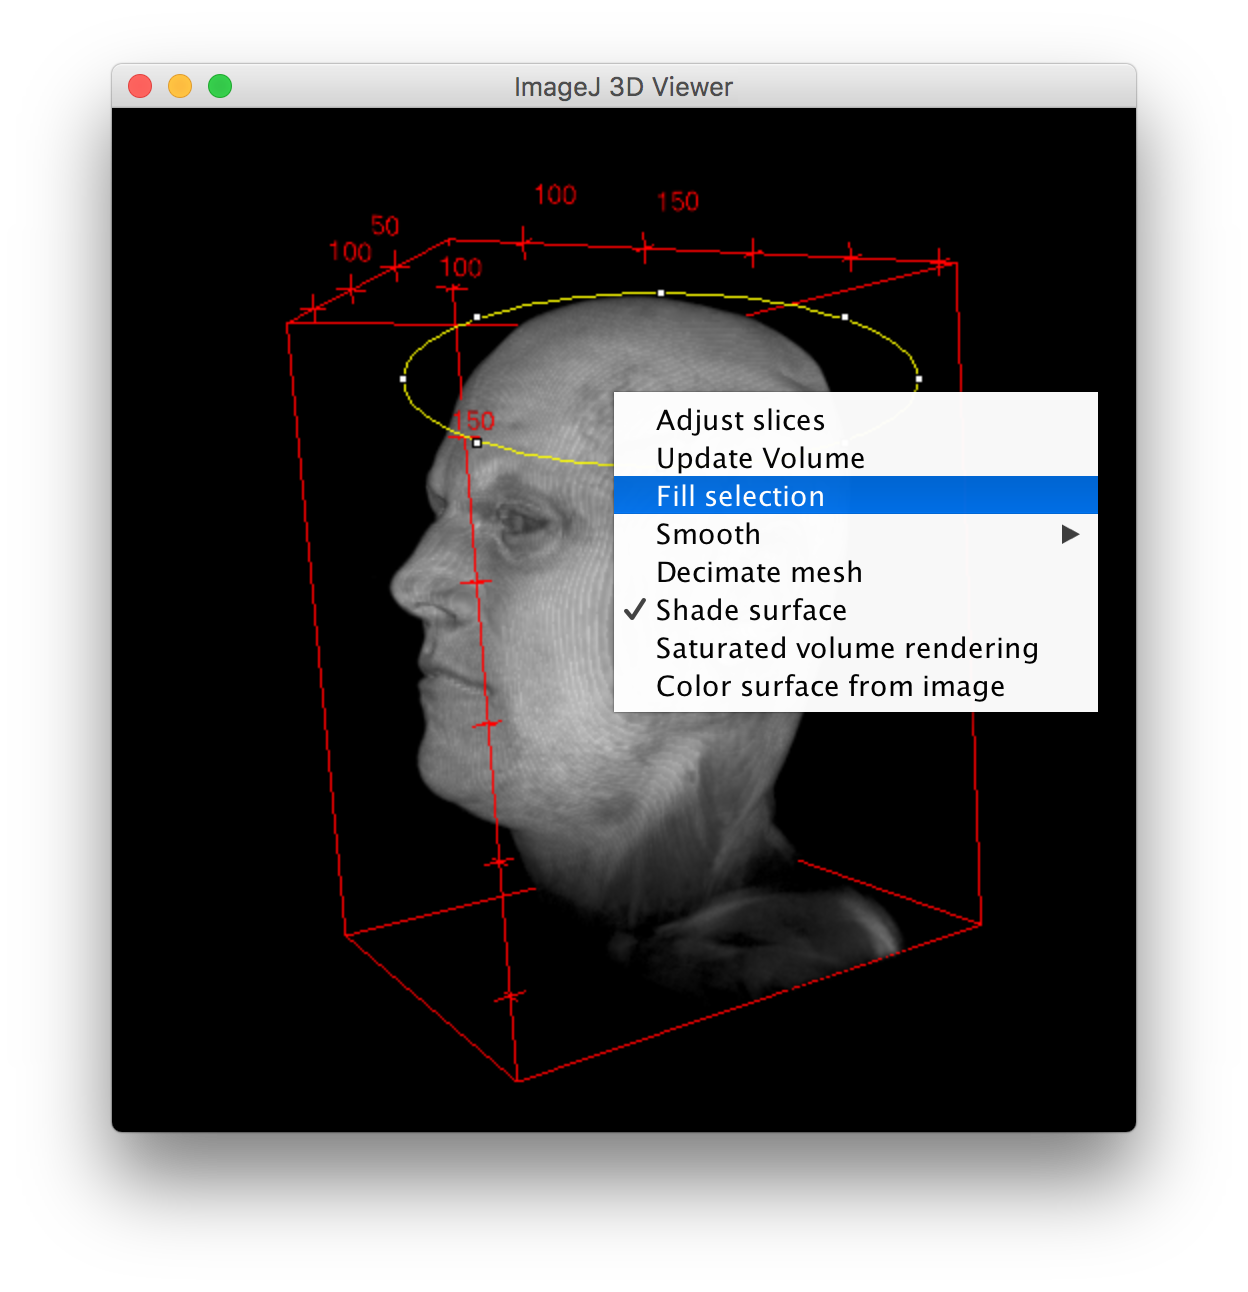 ImageJ 3D Viewer
100
150
50
100
100
150
Adjust slices
Update Volume
Fill selection
Smooth
Decimate mesh
Shade surface
Saturated volume rendering
Color surface from image